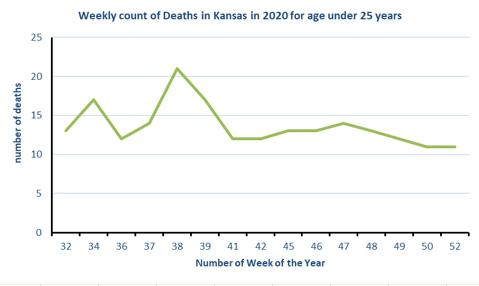 Weekly count of Deaths in Kansas in 2020 for age under 25 years
25
20
15
10
5
0
number of deaths
32 34 36 37 38 39 41 42 45 46 47 48 49 50 52
Number of Week of the Year